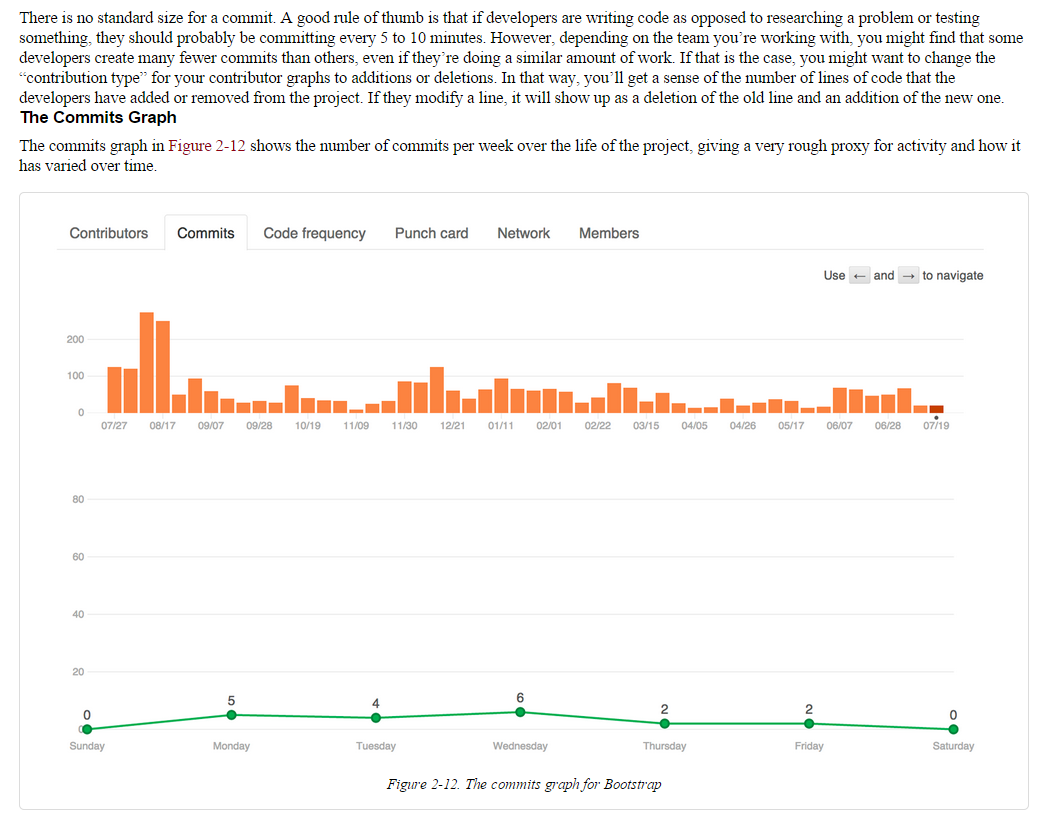 There is no standard size for a commit. A good rule of thumb is that if developers are writing code as opposed to researching a problem or testing
something, they should probably be committing every 5 to 10 minutes. However, depending on the team you’re working with, you might find that some
developers create many fewer commits than others, even if they’re doing a similar amount of work. If that is the case, you might want to change the
“contribution type” for your contributor graphs to additions or deletions. In that way, you’ll get a sense of the number of lines of code that the
developers have added or removed from the project. If they modify a line, it will show up as a deletion of the old line and an addition of the new one.
The Commits Graph
The commits graph in Figure 2-12 shows the number of commits per week over the life of the project, giving a very rough proxy for activity and how it
has varied over time.
Contributors Commits Code frequency Punch card Network Members
Use ← and → to navigate
200
100
0
07/27 08/17 09/07 09/28 10/19 11/09 11/30 12/21 01/11 02/01 02/22 03/15 04/05 04/26 05/17 06/07 06/28 07/19
80
60
40
20
0 5 4 6 2 2 0
0
Sunday Monday Tuesday Wednesday Thursday Friday Saturday
Figure 2-12. The commits graph for Bootstrap